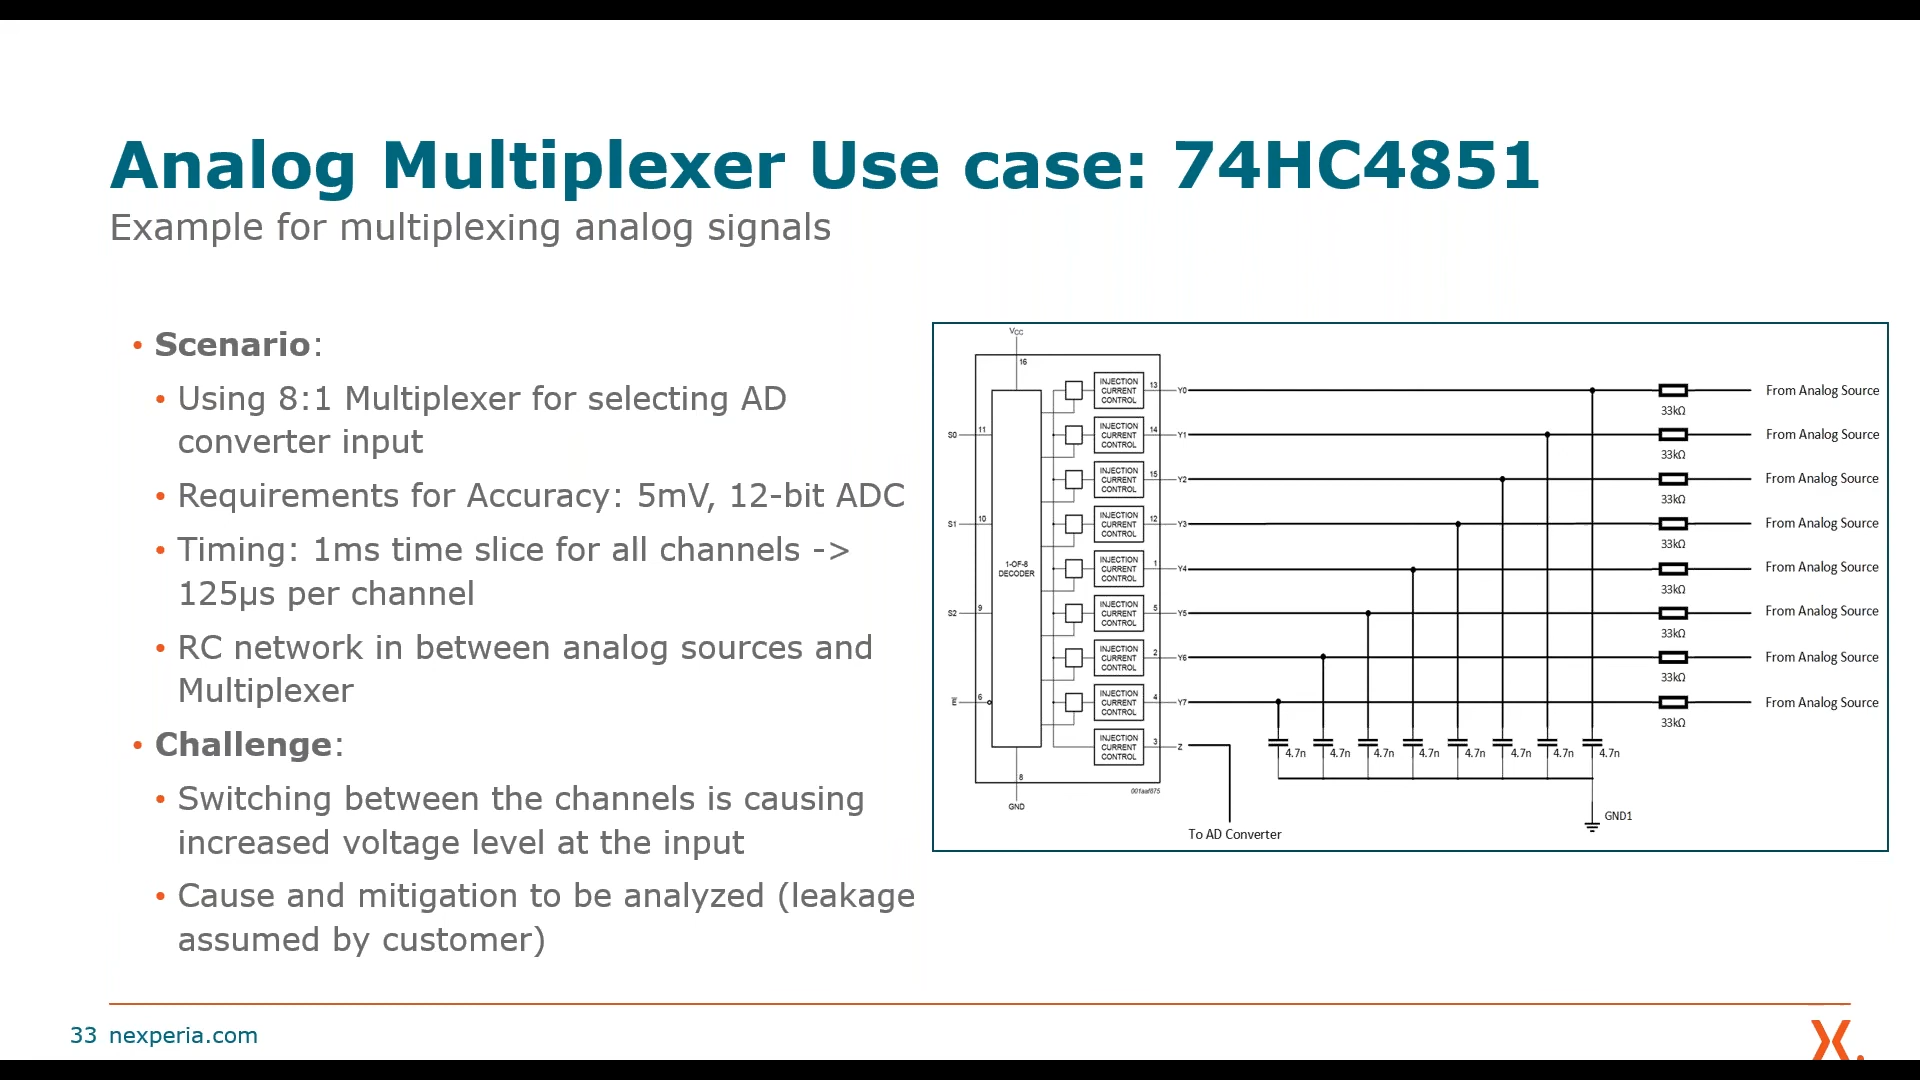 Analog Multiplexer Use case: 74HC4851
Example for multiplexing analog signals
• Scenario:
• Using 8:1 Multiplexer for selecting AD
converter input
• Requirements for Accuracy: 5mV, 12-bit ADC
• Timing: 1ms time slice for all channels ->
125µs per channel
• RC network in between analog sources and
Multiplexer
• Challenge:
• Switching between the channels is causing
increased voltage level at the input
• Cause and mitigation to be analyzed (leakage
assumed by customer)
VCC
16
INJECTION
CURRENT
CONTROL
13
Y0
33kΩ
From Analog Source
S0
11
INJECTION
CURRENT
CONTROL
14
Y1
33kΩ
From Analog Source
INJECTION
CURRENT
CONTROL
15
Y2
33kΩ
From Analog Source
S1
10
INJECTION
CURRENT
CONTROL
12
Y3
33kΩ
From Analog Source
1-OF-8
DECODER
INJECTION
CURRENT
CONTROL
1
Y4
33kΩ
From Analog Source
S2
9
INJECTION
CURRENT
CONTROL
5
Y5
33kΩ
From Analog Source
INJECTION
CURRENT
CONTROL
2
Y6
33kΩ
From Analog Source
E
6
INJECTION
CURRENT
CONTROL
4
Y7
33kΩ
From Analog Source
INJECTION
CURRENT
CONTROL
3
Z
4.7n 4.7n 4.7n 4.7n 4.7n 4.7n 4.7n 4.7n
8
GND
001aaf875
To AD Converter
GND1
33 nexperia.com